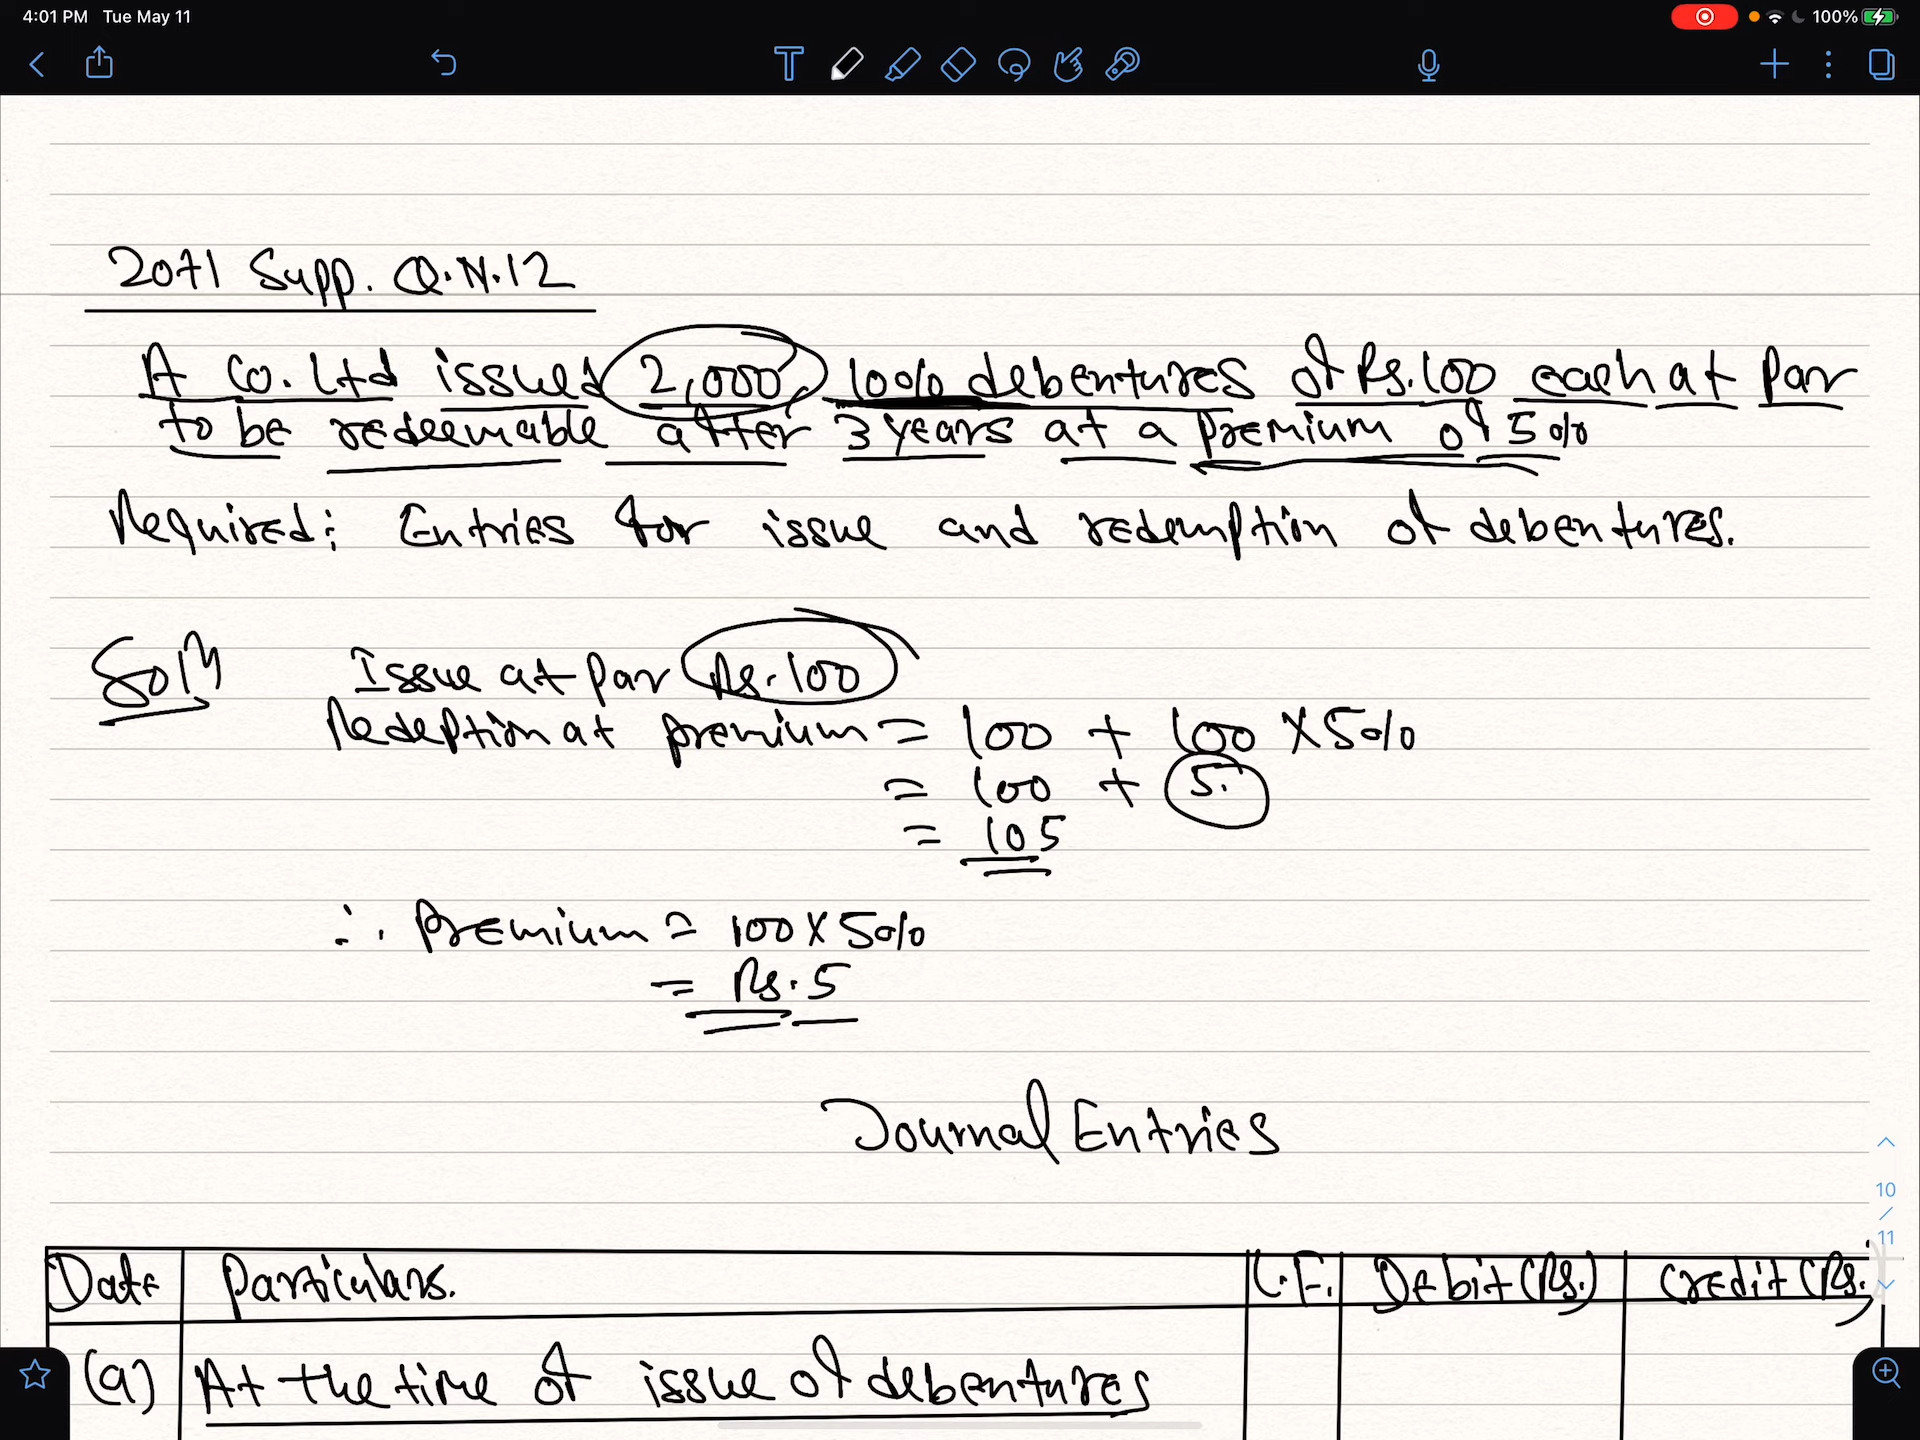 4:01 PM Tue May 11
100%
2071 Supp. Q.N.12
A Co. Ltd issued 2,000, 10% debentures of Rs.100 each at Par
to be redeemable after 3 years at a premium of 5%
Required: Entries for issue and redemption of debentures.
Soln Issue at par Rs.100
Redeption at premium = 100 + 100 x 5%
= 100 + 5.
= 105
∴ Premium = 100 x 5%
= Rs. 5
Journal Entries
10
/
11
Date Particulars. L.F. Debit (Rs.) Credit (Rs.)
(a) At the time of issue of debentures